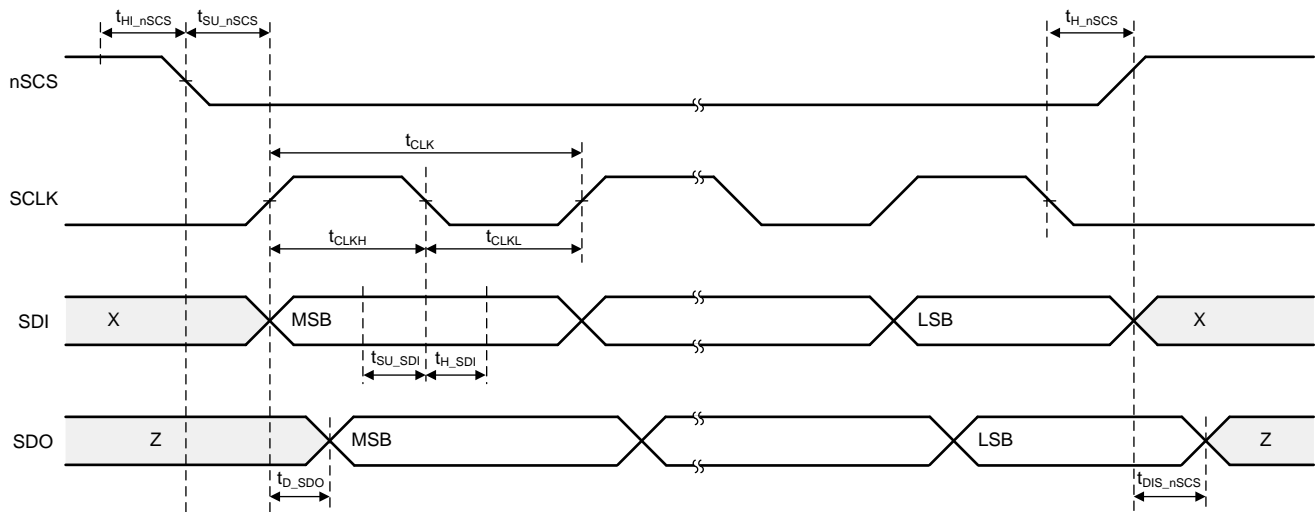 tHI_nSCS
tSU_nSCS
tH_nSCS
nSCS
tCLK
SCLK
tCLKH
tCLKL
SDI
X
MSB
LSB
X
tSU_SDI
tH_SDI
SDO
Z
MSB
LSB
Z
tD_SDO
tDIS_nSCS